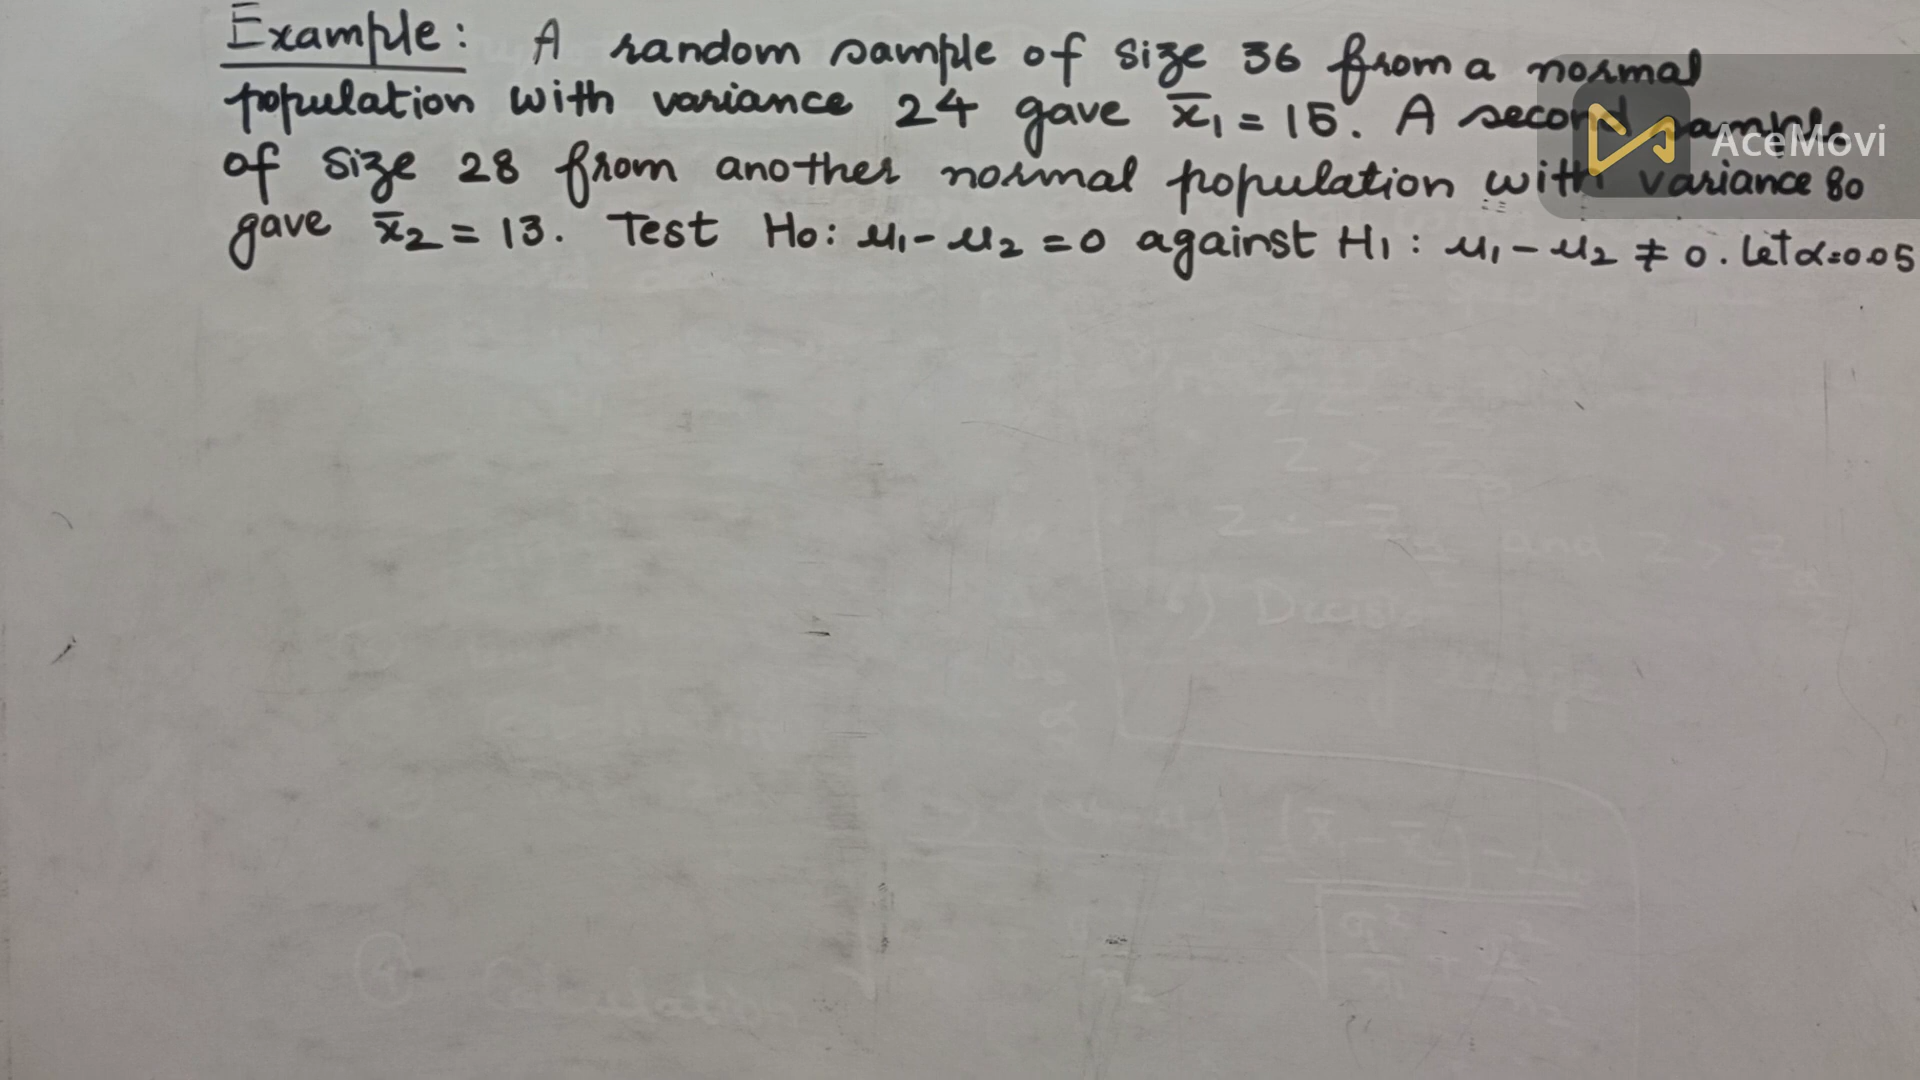 Example: A random sample of size 36 from a normal
population with variance 24 gave x̄₁ = 15. A second sample
of size 28 from another normal population with variance 80
gave x̄₂ = 13. Test H₀: μ₁ - μ₂ = 0 against H₁ : μ₁ - μ₂ ≠ 0. Let α=0.05
AceMovi